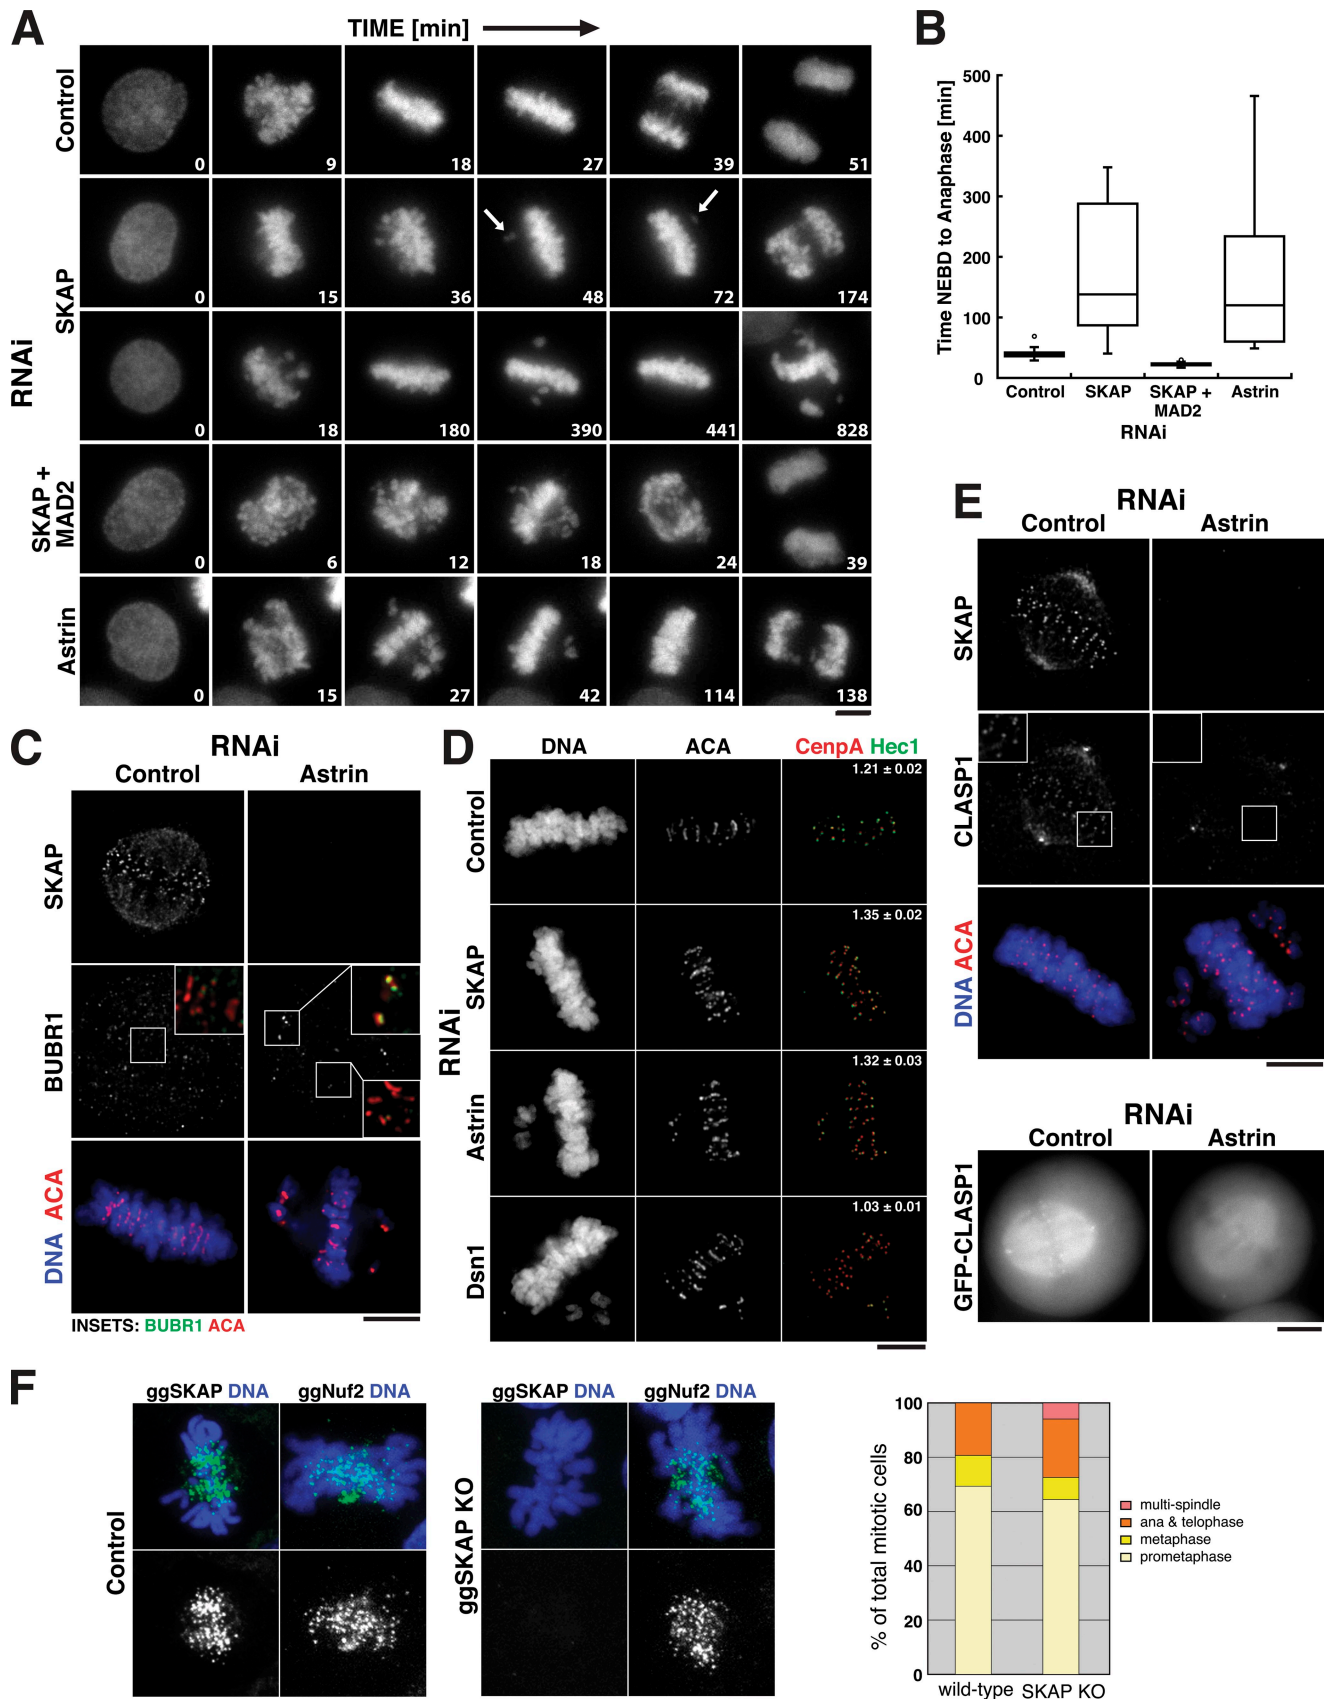 A
TIME [min]
Control
0 9 18 27 39 51
RNAi
SKAP
0 15 36 48 72 174
0 18 180 390 441 828
SKAP +
MAD2
0 6 12 18 24 39
Astrin
0 15 27 42 114 138
B
Time NEBD to Anaphase [min]
500
400
300
200
100
0
Control SKAP SKAP + Astrin
MAD2
RNAi
C
RNAi
Control Astrin
SKAP
BUBR1
DNA ACA
INSETS: BUBR1 ACA
D
DNA ACA CenpA Hec1
RNAi
Control
1.21 ± 0.02
SKAP
1.35 ± 0.02
Astrin
1.32 ± 0.03
Dsn1
1.03 ± 0.01
E
RNAi
Control Astrin
SKAP
CLASP1
DNA ACA
RNAi
Control Astrin
GFP-CLASP1
F
ggSKAP DNA ggNuf2 DNA
Control
ggSKAP DNA ggNuf2 DNA
ggSKAP KO
% of total mitotic cells
100
80
60
40
20
0
wild-type SKAP KO
multi-spindle
ana & telophase
metaphase
prometaphase